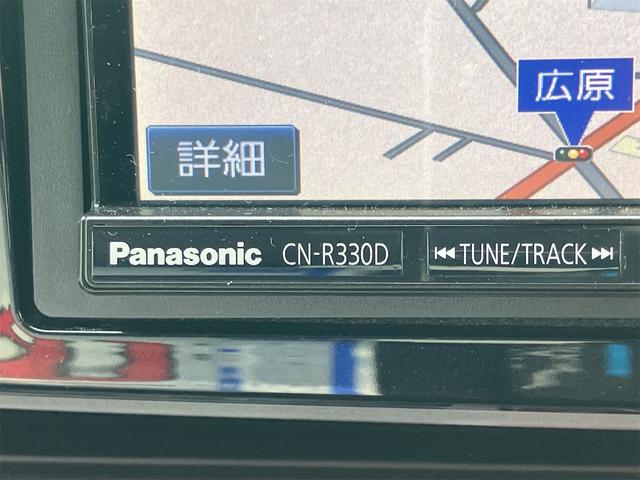 広原
詳細
Panasonic CN-R330D ⏮TUNE/TRACK⏭